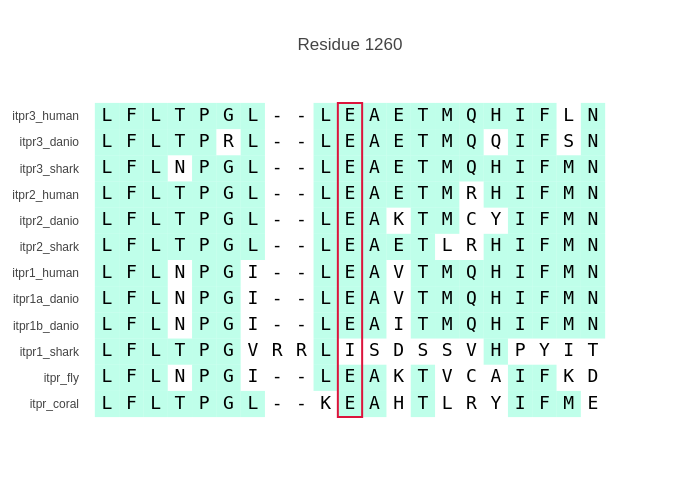 Residue 1260
itpr3_human L F L T P G L - - L E A E T M Q H I F L N
itpr3_danio L F L T P R L - - L E A E T M Q Q I F S N
itpr3_shark L F L N P G L - - L E A E T M Q H I F M N
itpr2_human L F L T P G L - - L E A E T M R H I F M N
itpr2_danio L F L T P G L - - L E A K T M C Y I F M N
itpr2_shark L F L T P G L - - L E A E T L R H I F M N
itpr1_human L F L N P G I - - L E A V T M Q H I F M N
itpr1a_danio L F L N P G I - - L E A V T M Q H I F M N
itpr1b_danio L F L N P G I - - L E A I T M Q H I F M N
itpr1_shark L F L T P G V R R L I S D S S V H P Y I T
itpr_fly L F L N P G I - - L E A K T V C A I F K D
itpr_coral L F L T P G L - - K E A H T L R Y I F M E